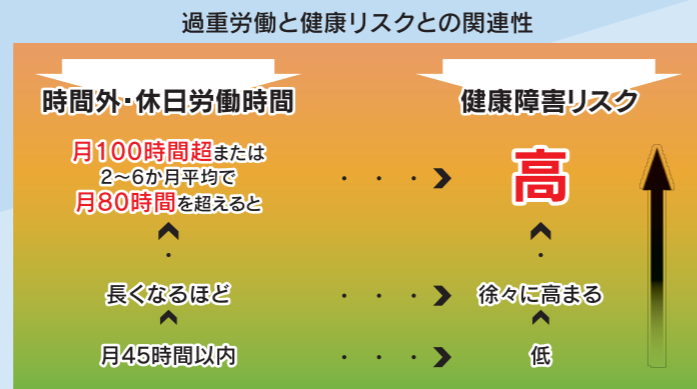 過重労働と健康リスクとの関連性
時間外・休日労働時間
健康障害リスク
月100時間超または
2〜6か月平均で
月80時間を超えると
・・・
高
長くなるほど
・・・
徐々に高まる
月45時間以内
・・・
低